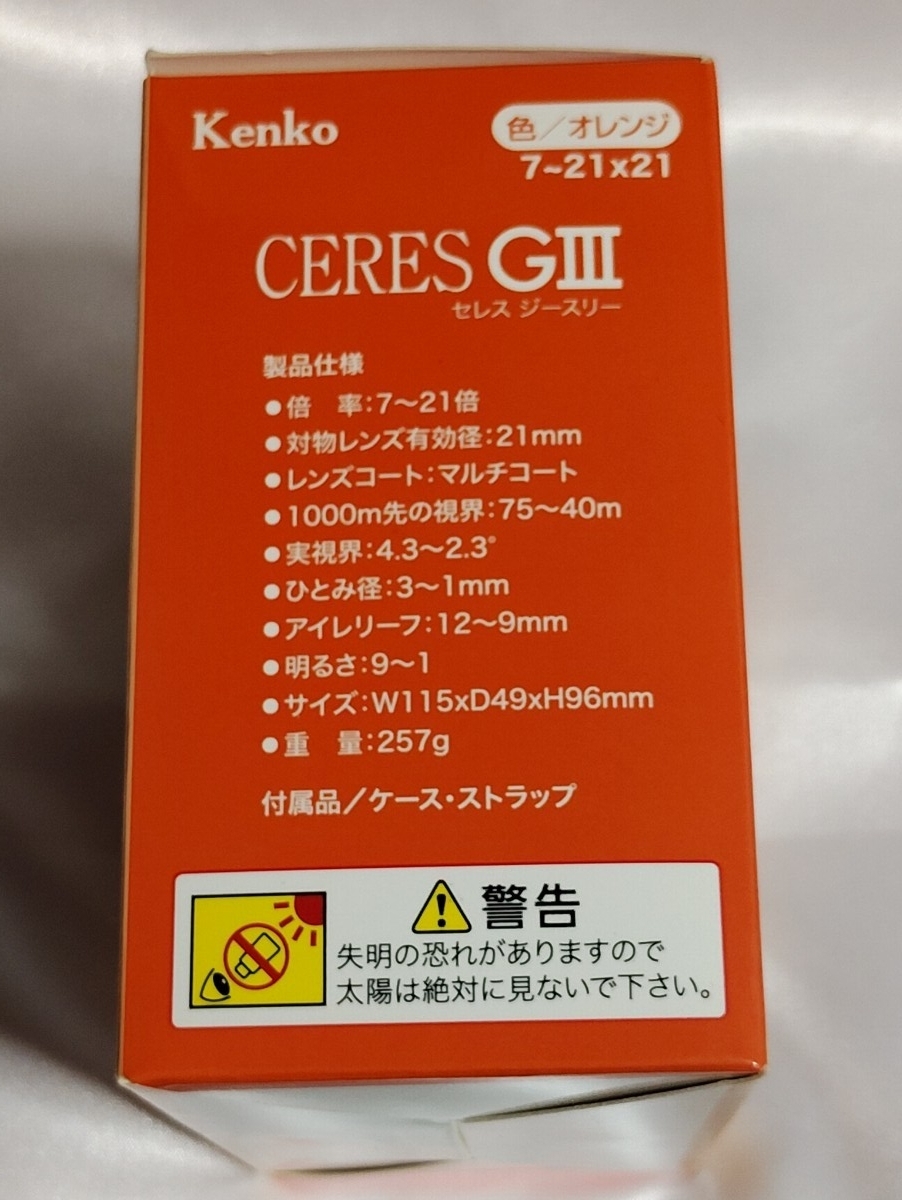 Kenko
色／オレンジ
7~21x21
CERES GIII
セレス ジースリー
製品仕様
●倍　率：7〜21倍
●対物レンズ有効径：21mm
●レンズコート：マルチコート
●1000m先の視界：75〜40m
●実視界：4.3〜2.3°
●ひとみ径：3〜1mm
●アイレリーフ：12〜9mm
●明るさ：9〜1
●サイズ：W115xD49xH96mm
●重　量：257g
付属品／ケース・ストラップ
警告
失明の恐れがありますので
太陽は絶対に見ないで下さい。